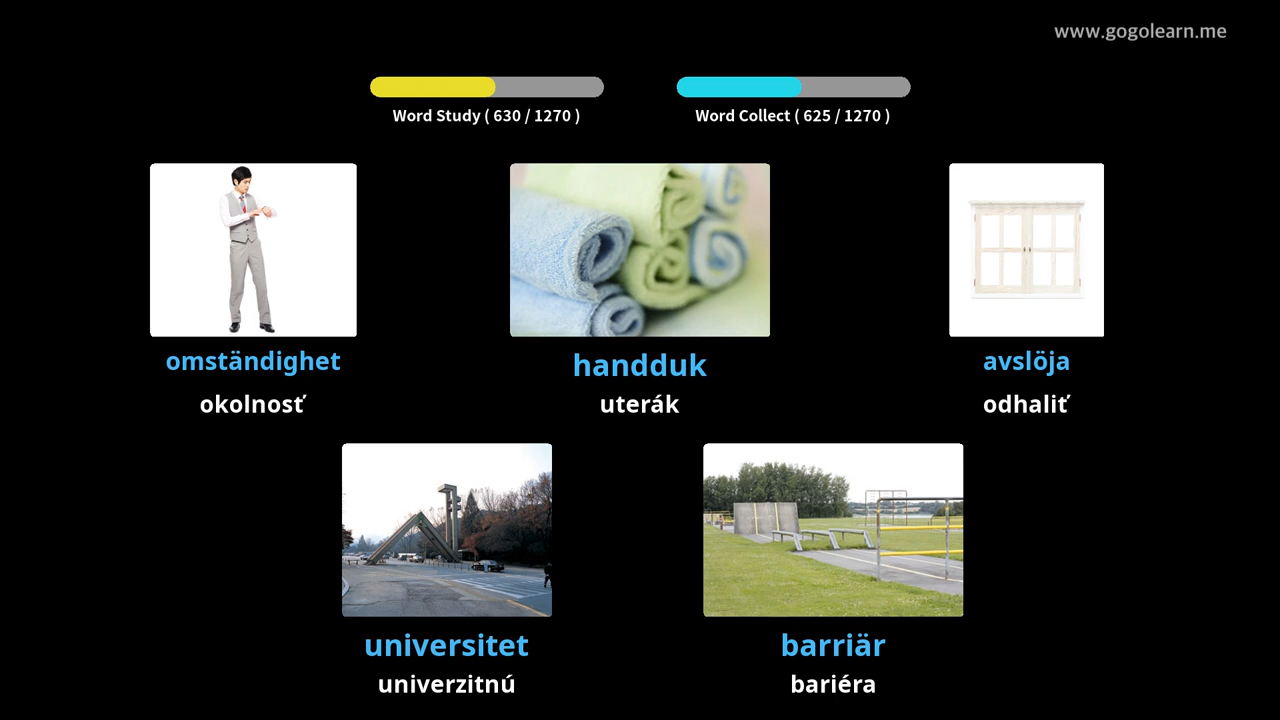 www.gogolearn.me
Word Study ( 630 / 1270 )
Word Collect ( 625 / 1270 )
omständighet
okolnosť
handduk
uterák
avslöja
odhaliť
universitet
univerzitnú
barriär
bariéra